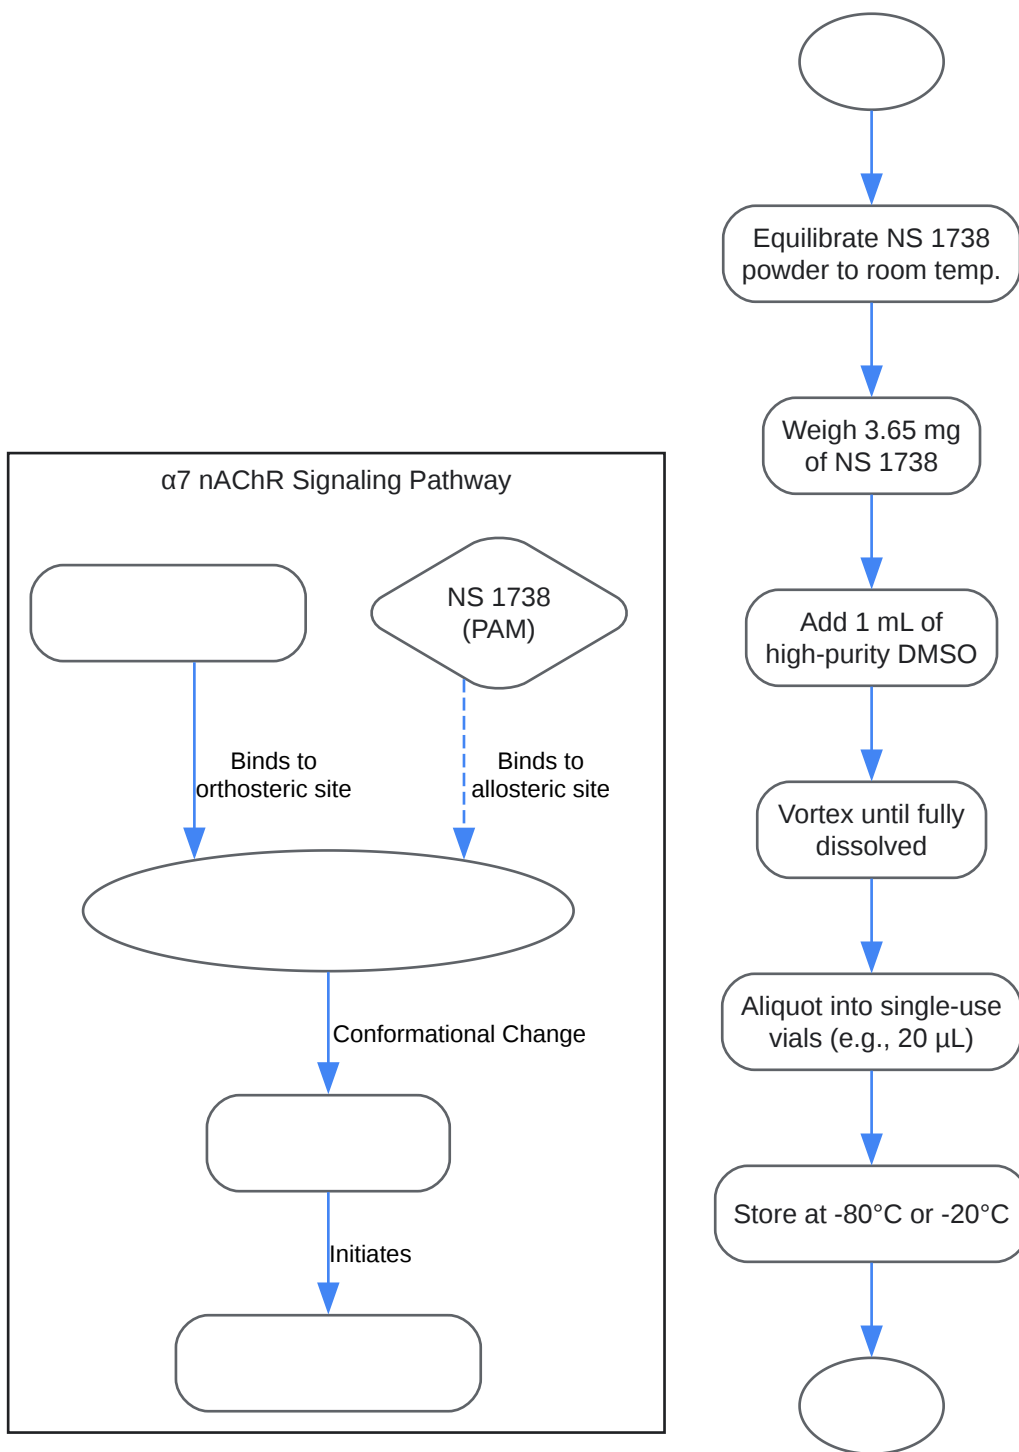 α7 nAChR Signaling Pathway
NS 1738
(PAM)
Binds to
orthosteric site
Binds to
allosteric site
Conformational Change
Initiates
Equilibrate NS 1738
powder to room temp.
Weigh 3.65 mg
of NS 1738
Add 1 mL of
high-purity DMSO
Vortex until fully
dissolved
Aliquot into single-use
vials (e.g., 20 µL)
Store at -80°C or -20°C